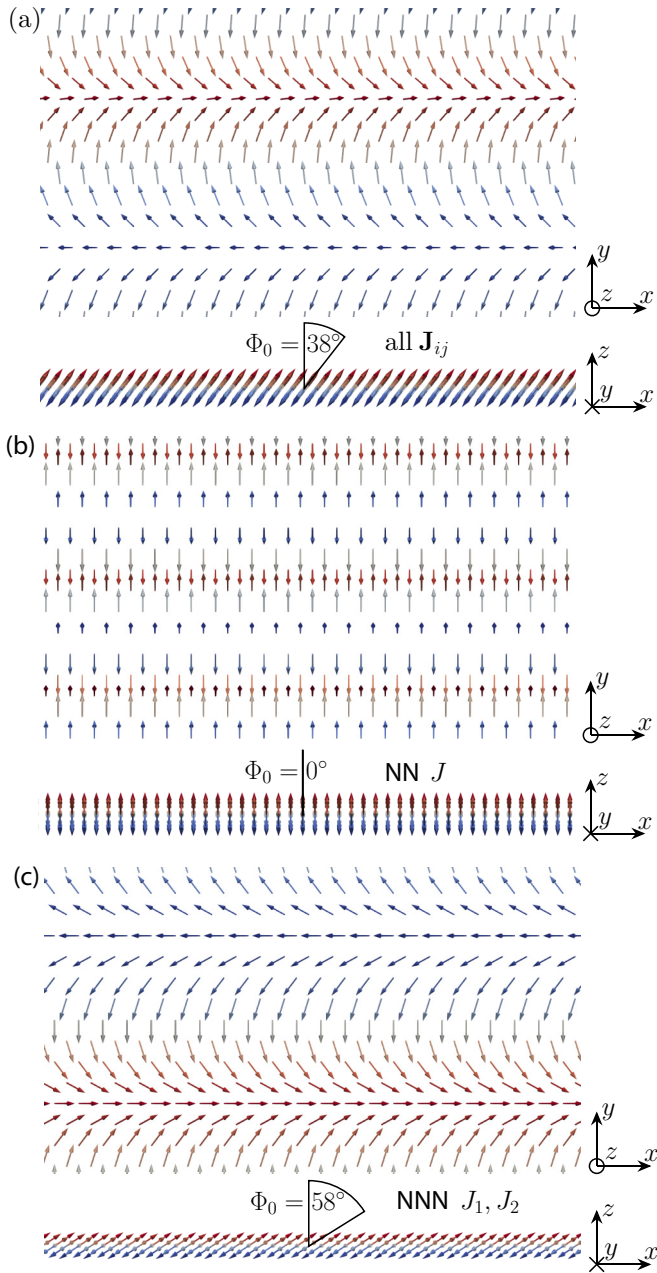 (a)
y
z x
Φ₀ = 38° all J_ij
z
y x
(b)
y
z x
Φ₀ = 0° NN J
z
y x
(c)
y
z x
Φ₀ = 58° NNN J₁, J₂
z
y x